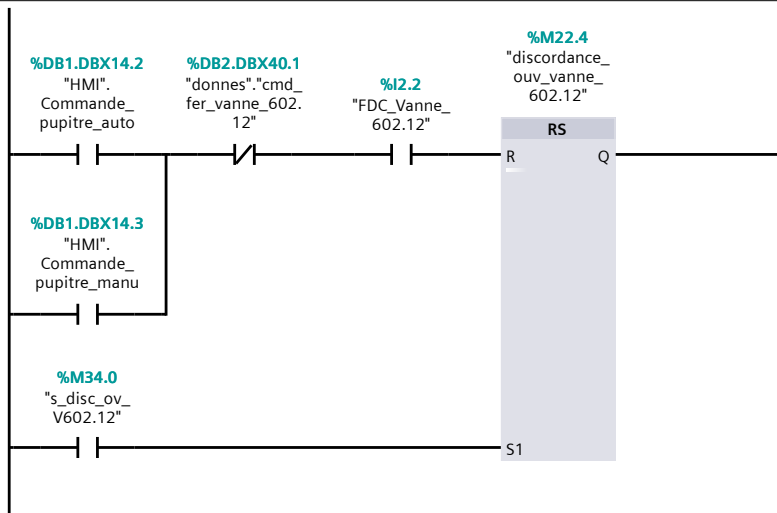 %DB1.DBX14.2
"HMI".
Commande_
pupitre_auto
%DB2.DBX40.1
"donnes"."cmd_
fer_vanne_602.
12"
%I2.2
"FDC_Vanne_
602.12"
%M22.4
"discordance_
ouv_vanne_
602.12"
RS
R
Q
%DB1.DBX14.3
"HMI".
Commande_
pupitre_manu
%M34.0
"s_disc_ov_
V602.12"
S1